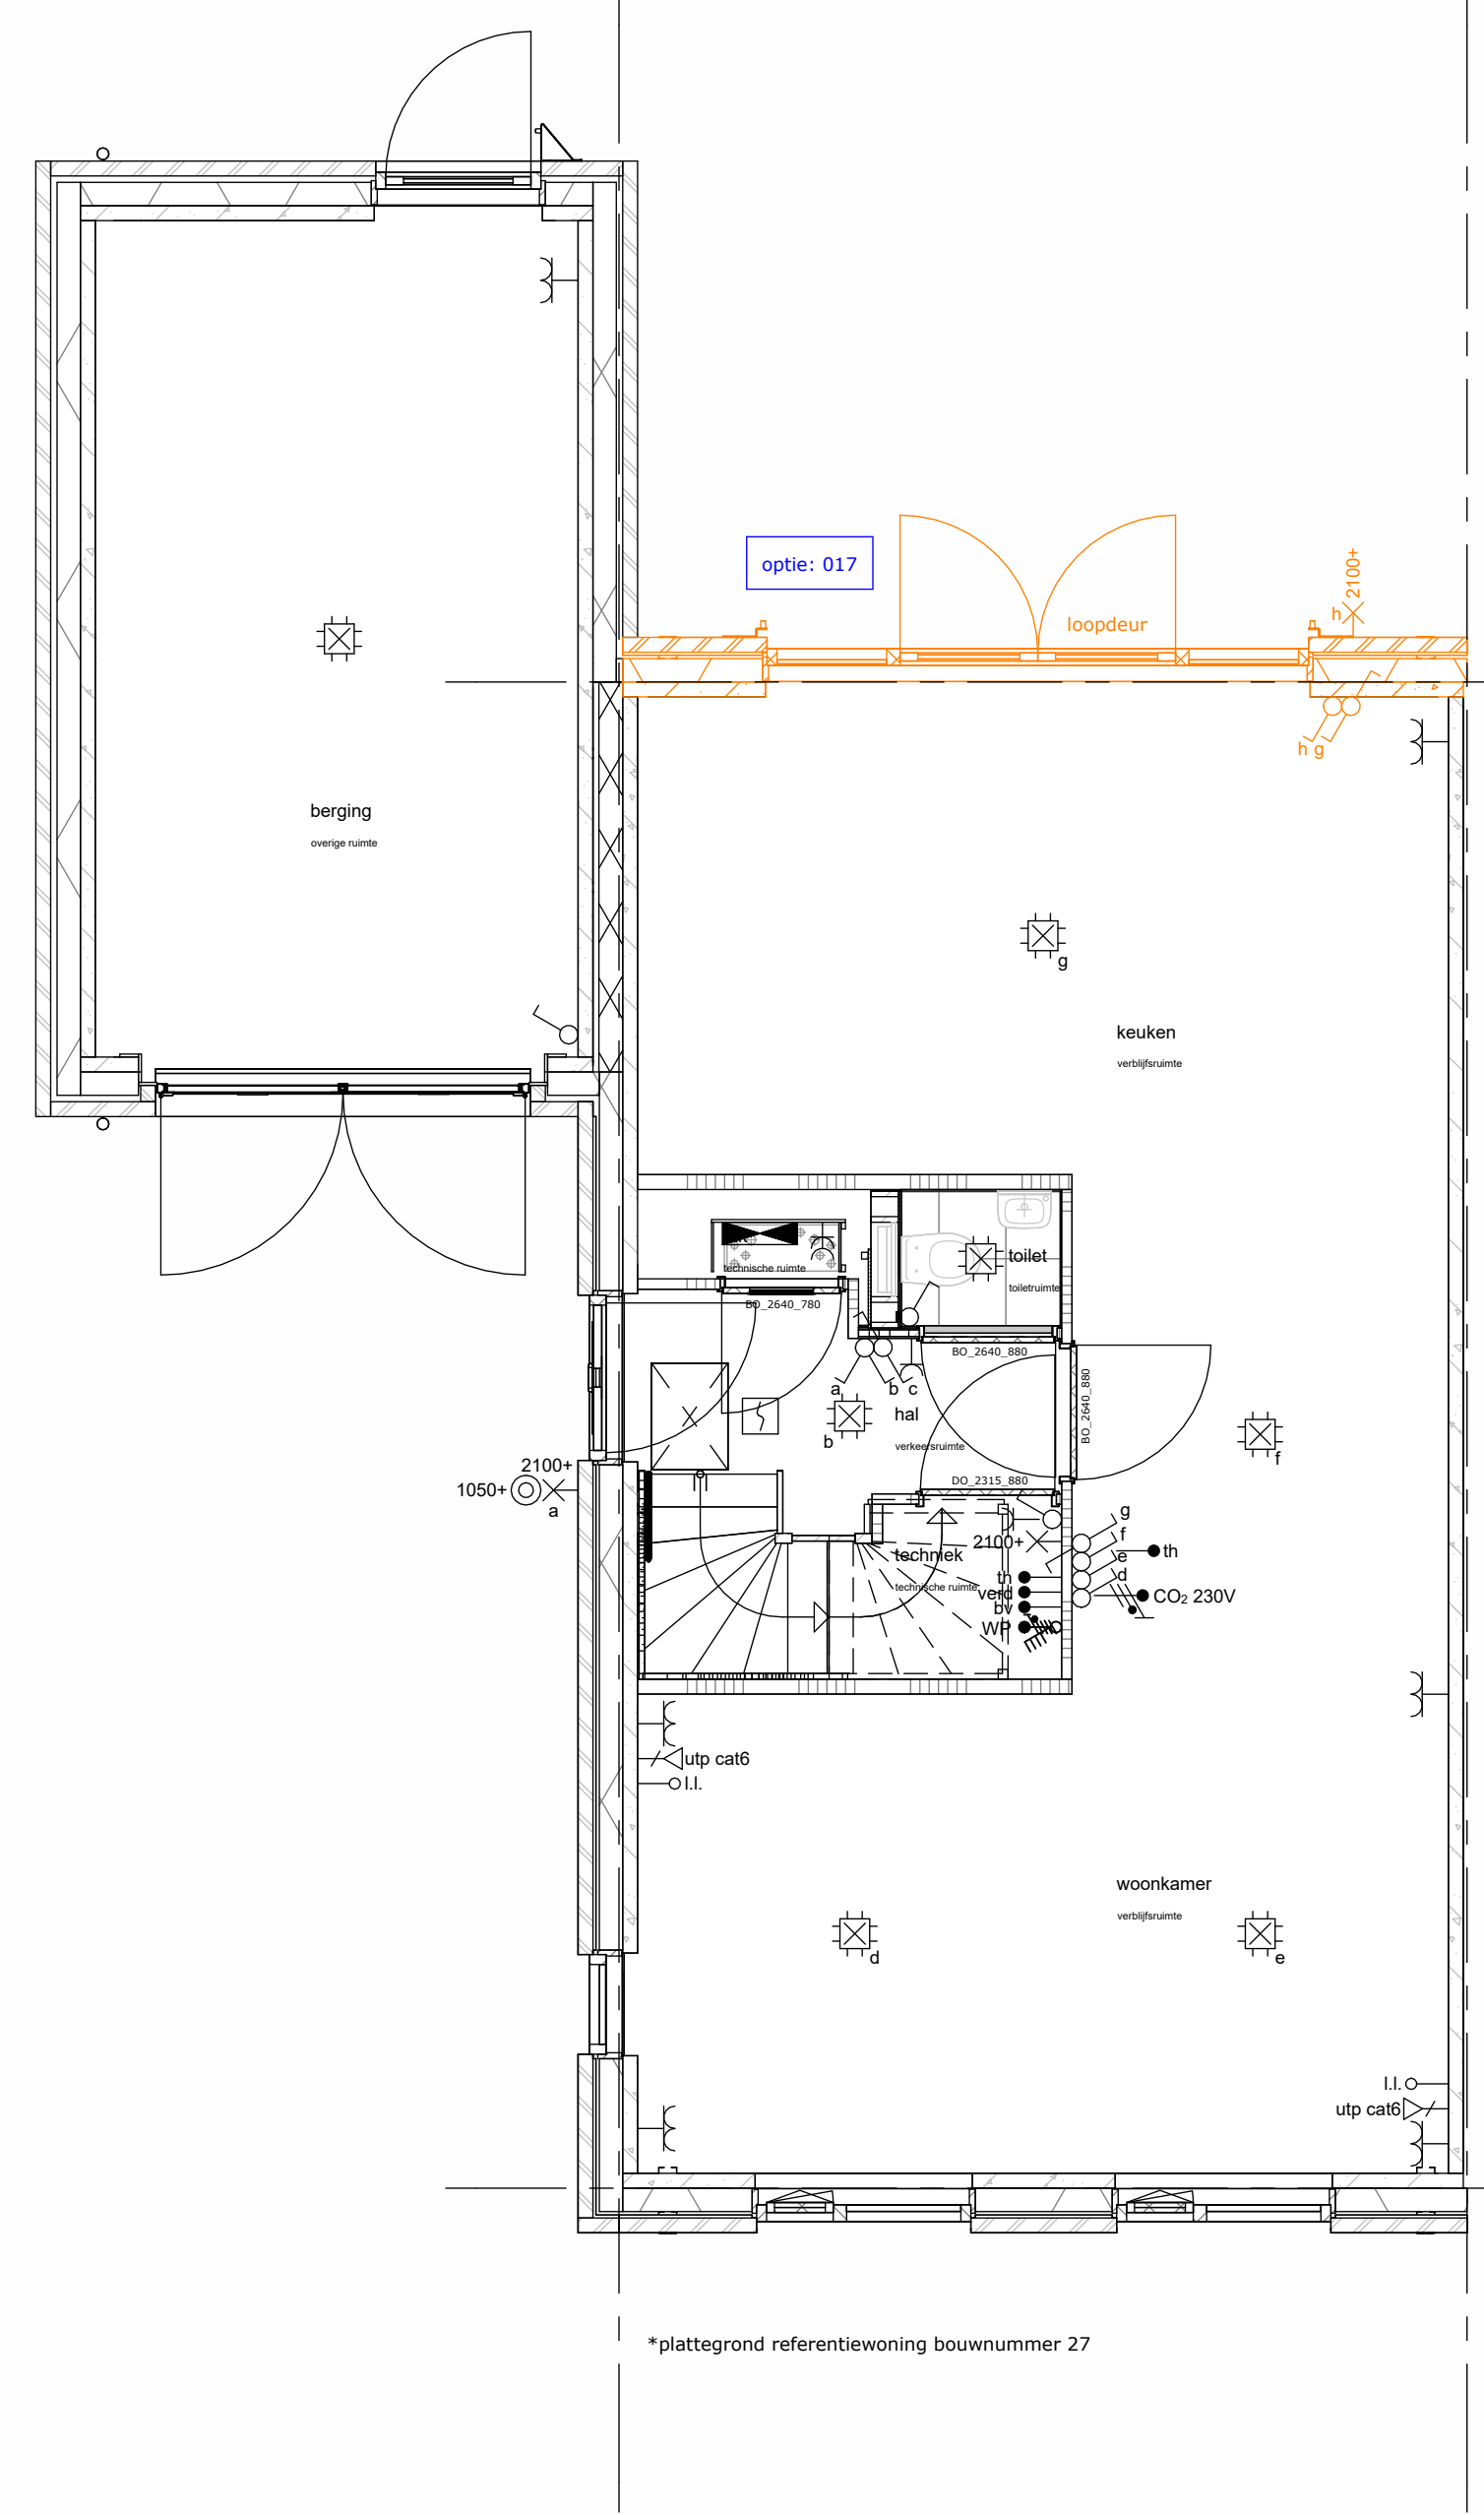 optie: 017
loopdeur
2100+
h
h g
berging
overige ruimte
g
keuken
verblijfsruimte
technische ruimte
BO_2640_780
toilet
toiletruimte
BO_2640_880
BO_2640_880
a
b
c
hal
b
verkeersruimte
f
2100+
1050+
a
DO_2315_880
techniek
technische ruimte
2100+
th
verd
bv
WP
g
f
e
d
th
CO₂ 230V
utp cat6
l.l.
woonkamer
verblijfsruimte
d
e
l.l.
utp cat6
*plattegrond referentiewoning bouwnummer 27